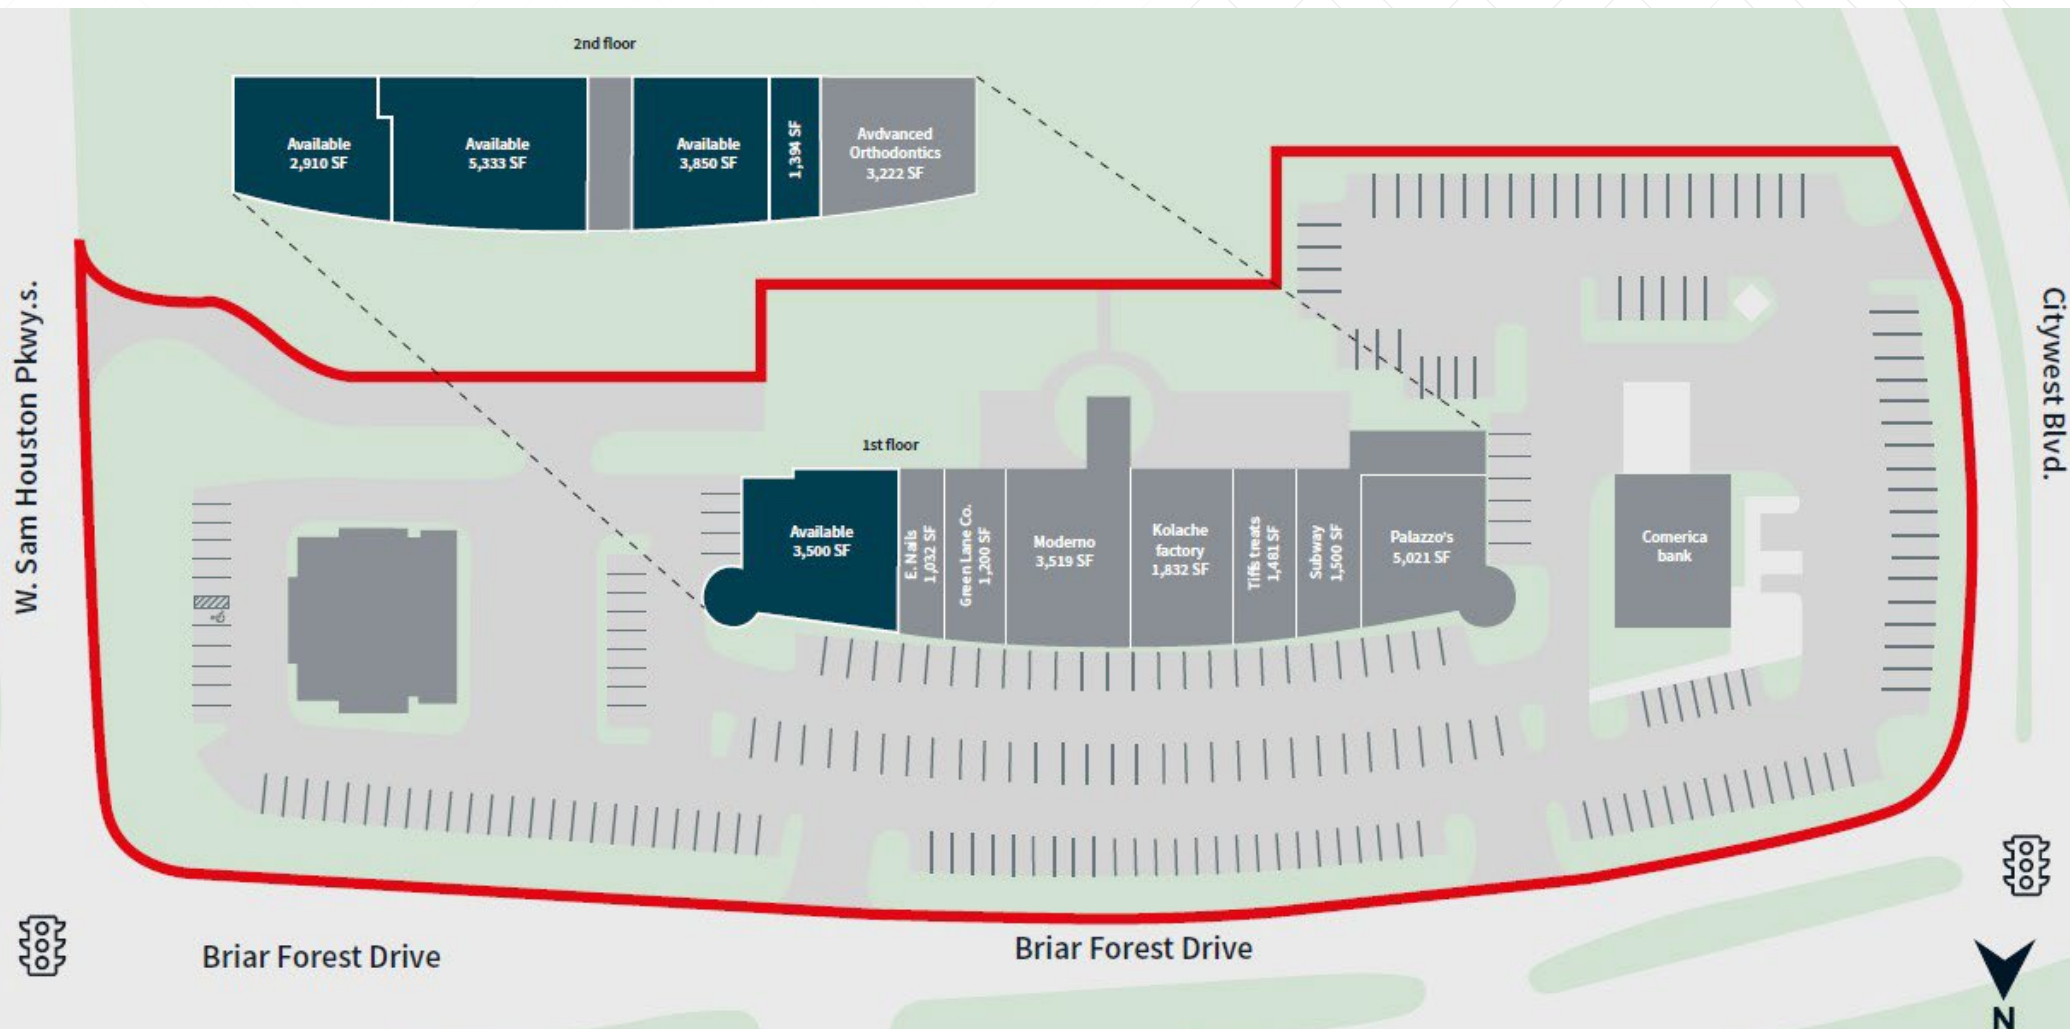 2nd floor
Available
2,910 SF
Available
5,333 SF
Available
3,850 SF
1,394 SF
Avdvanced
Orthodontics
3,222 SF
W. Sam Houston Pkwy.s.
Citywest Blvd.
1st floor
Available
3,500 SF
E. Nails
1,032 SF
Green Lane Co.
1,200 SF
Moderno
3,519 SF
Kolache
factory
1,832 SF
Tiffs treats
1,481 SF
Subway
1,500 SF
Palazzo's
5,021 SF
Comerica
bank
Briar Forest Drive
Briar Forest Drive
N